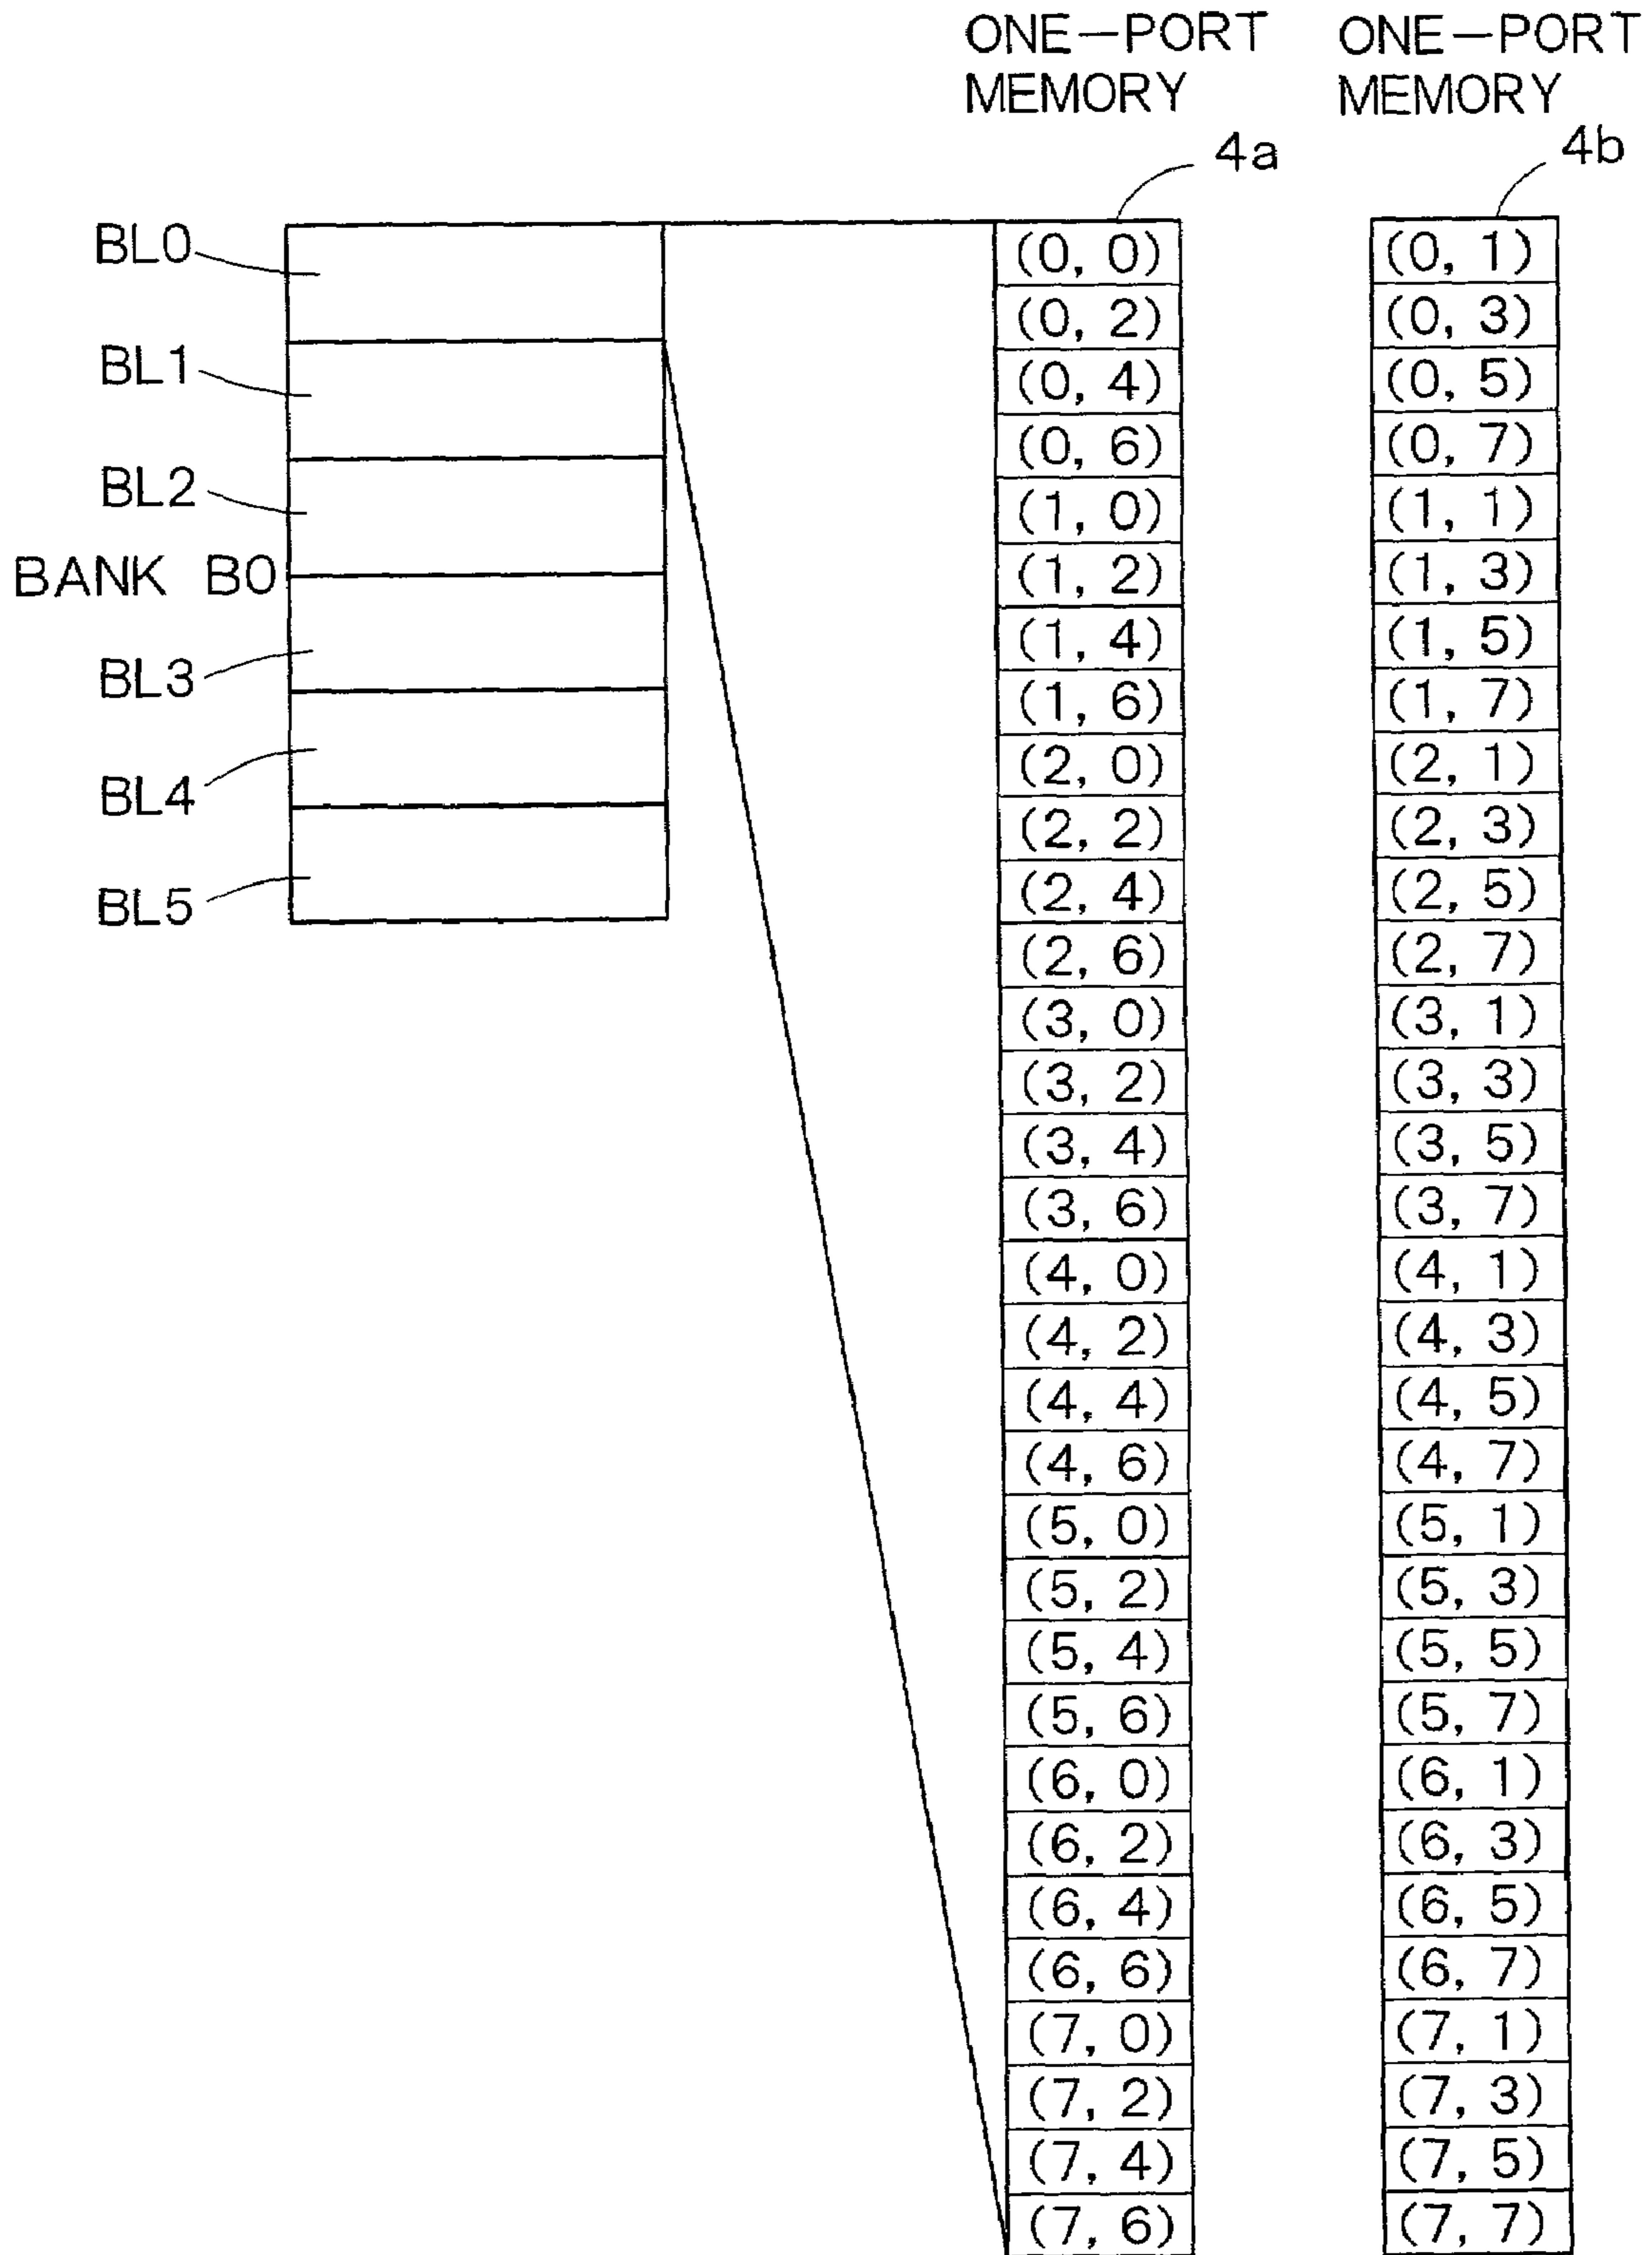 ONE-PORT MEMORY
4a
ONE-PORT MEMORY
4b
BL0
BL1
BL2
BANK B0
BL3
BL4
BL5
(0, 0) (0, 1)
(0, 2) (0, 3)
(0, 4) (0, 5)
(0, 6) (0, 7)
(1, 0) (1, 1)
(1, 2) (1, 3)
(1, 4) (1, 5)
(1, 6) (1, 7)
(2, 0) (2, 1)
(2, 2) (2, 3)
(2, 4) (2, 5)
(2, 6) (2, 7)
(3, 0) (3, 1)
(3, 2) (3, 3)
(3, 4) (3, 5)
(3, 6) (3, 7)
(4, 0) (4, 1)
(4, 2) (4, 3)
(4, 4) (4, 5)
(4, 6) (4, 7)
(5, 0) (5, 1)
(5, 2) (5, 3)
(5, 4) (5, 5)
(5, 6) (5, 7)
(6, 0) (6, 1)
(6, 2) (6, 3)
(6, 4) (6, 5)
(6, 6) (6, 7)
(7, 0) (7, 1)
(7, 2) (7, 3)
(7, 4) (7, 5)
(7, 6) (7, 7)